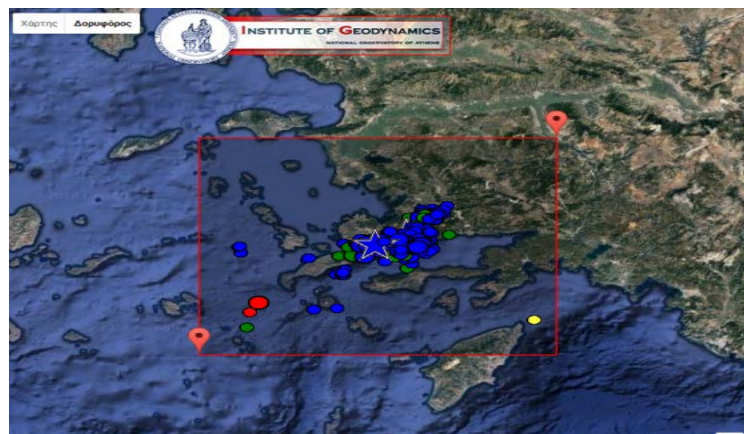 Χάρτης
Δορυφόρος
INSTITUTE OF GEODYNAMICS
NATIONAL OBSERVATORY OF ATHENS